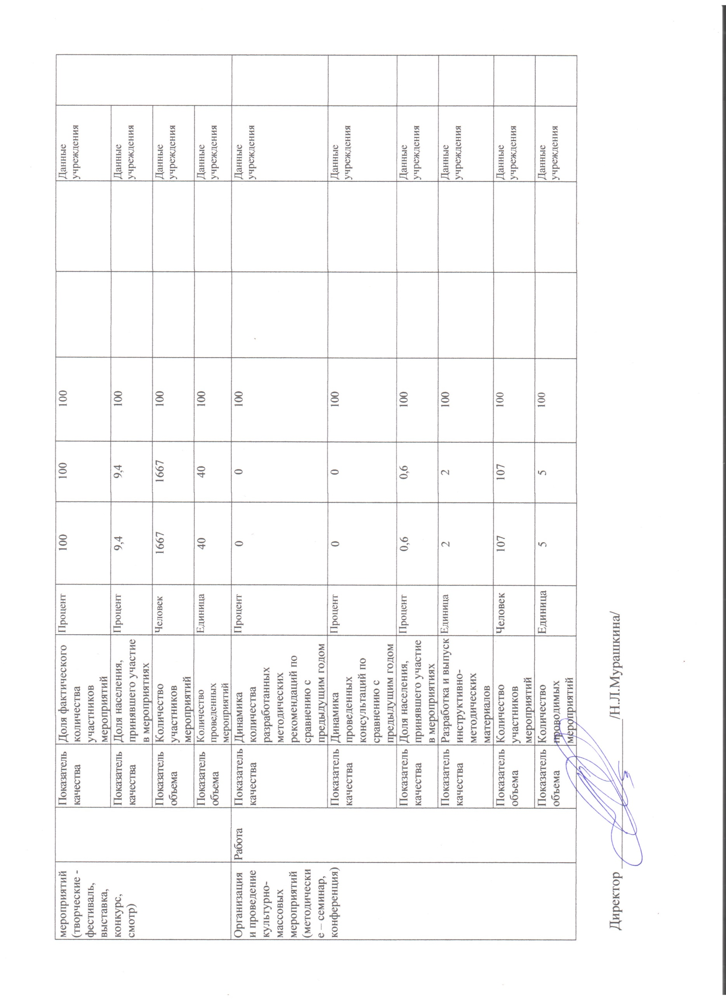 мероприятий
(творческие -
фестиваль,
выставка,
конкурс,
смотр)
Показатель
качества
Доля фактического
количества
участников
мероприятий
Процент
100
100
100
Данные
учреждения
Показатель
качества
Доля населения,
принявшего участие
в мероприятиях
Процент
9,4
9,4
100
Данные
учреждения
Показатель
объема
Количество
участников
мероприятий
Человек
1667
1667
100
Данные
учреждения
Показатель
объема
Количество
проведенных
мероприятий
Единица
40
40
100
Данные
учреждения
Организация
и проведение
культурно-
массовых
мероприятий
(методически
е – семинар,
конференция)
Работа
Показатель
качества
Динамика
количества
разработанных
методических
рекомендаций по
сравнению с
предыдущим годом
Процент
0
0
100
Данные
учреждения
Показатель
качества
Динамика
проведенных
консультаций по
сравнению с
предыдущим годом
Процент
0
0
100
Данные
учреждения
Показатель
качества
Доля населения,
принявшего участие
в мероприятиях
Процент
0,6
0,6
100
Данные
учреждения
Показатель
качества
Разработка и выпуск
инструктивно-
методических
материалов
Единица
2
2
100
Данные
учреждения
Показатель
объема
Количество
участников
мероприятий
Человек
107
107
100
Данные
учреждения
Показатель
объема
Количество
проводимых
мероприятий
Единица
5
5
100
Данные
учреждения
Директор /Н.Л.Мурашкина/